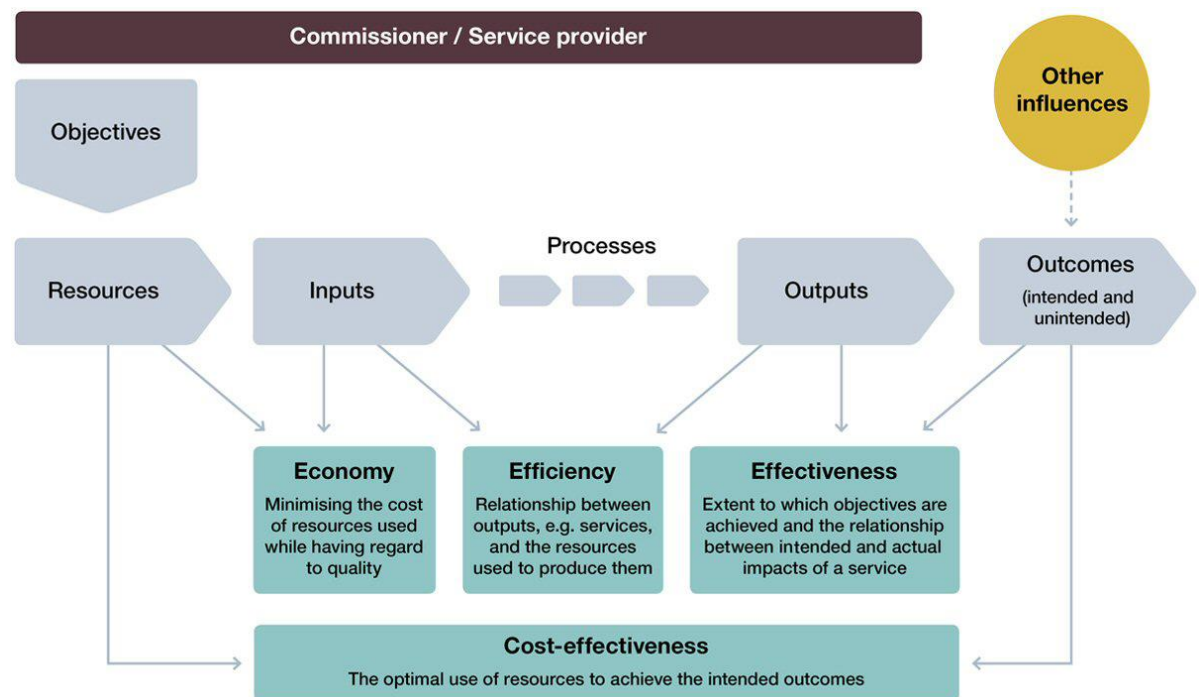 Commissioner / Service provider
Other
influences
Objectives
Resources
Inputs
Processes
Outputs
Outcomes
(intended and
unintended)
Economy
Minimising the cost
of resources used
while having regard
to quality
Efficiency
Relationship between
outputs, e.g. services,
and the resources
used to produce them
Effectiveness
Extent to which objectives are
achieved and the relationship
between intended and actual
impacts of a service
Cost-effectiveness
The optimal use of resources to achieve the intended outcomes